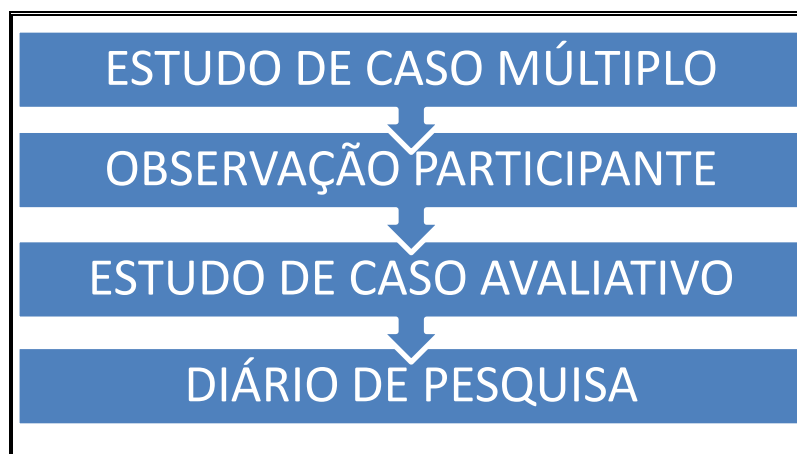 ESTUDO DE CASO MÚLTIPLO
OBSERVAÇÃO PARTICIPANTE
ESTUDO DE CASO AVALIATIVO
DIÁRIO DE PESQUISA